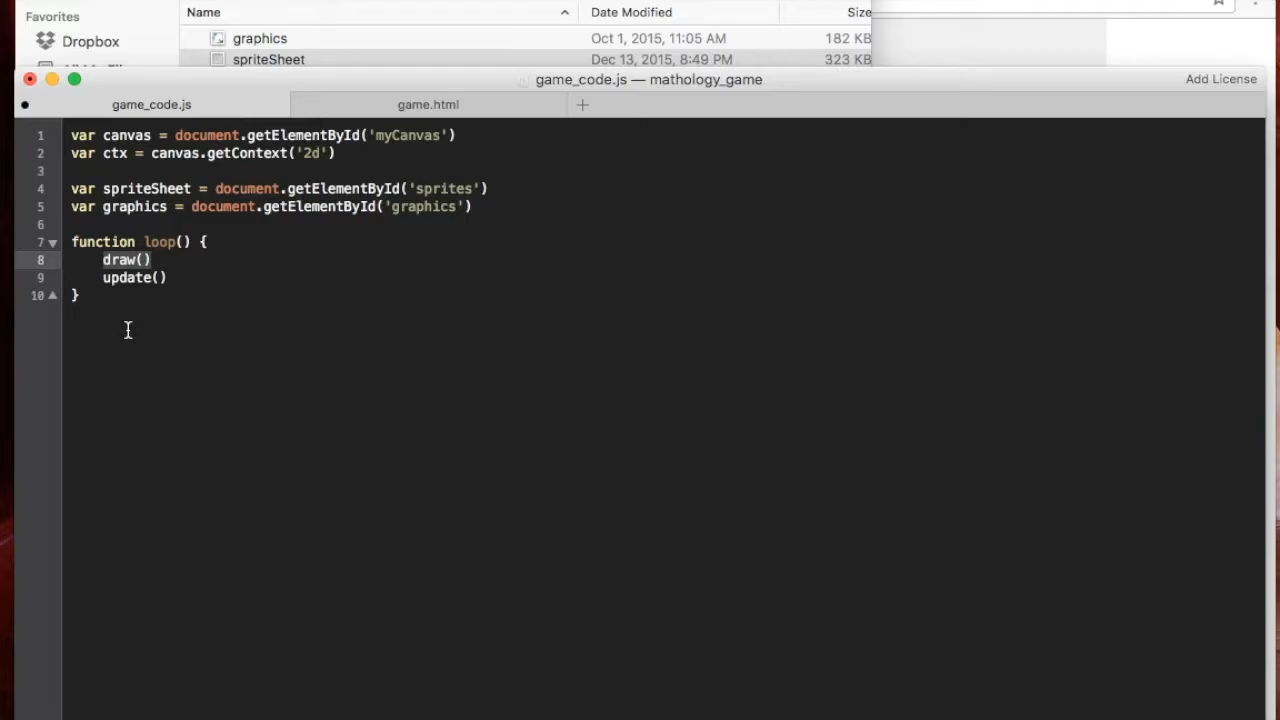 Favorites
Name Date Modified Size
Dropbox
graphics Oct 1, 2015, 11:05 AM 182 KB
spriteSheet Dec 13, 2015, 8:49 PM 323 KB
game_code.js — mathology_game Add License
game_code.js game.html +
1 var canvas = document.getElementById('myCanvas')
2 var ctx = canvas.getContext('2d')
3
4 var spriteSheet = document.getElementById('sprites')
5 var graphics = document.getElementById('graphics')
6
7 function loop() {
8 draw()
9 update()
10 }